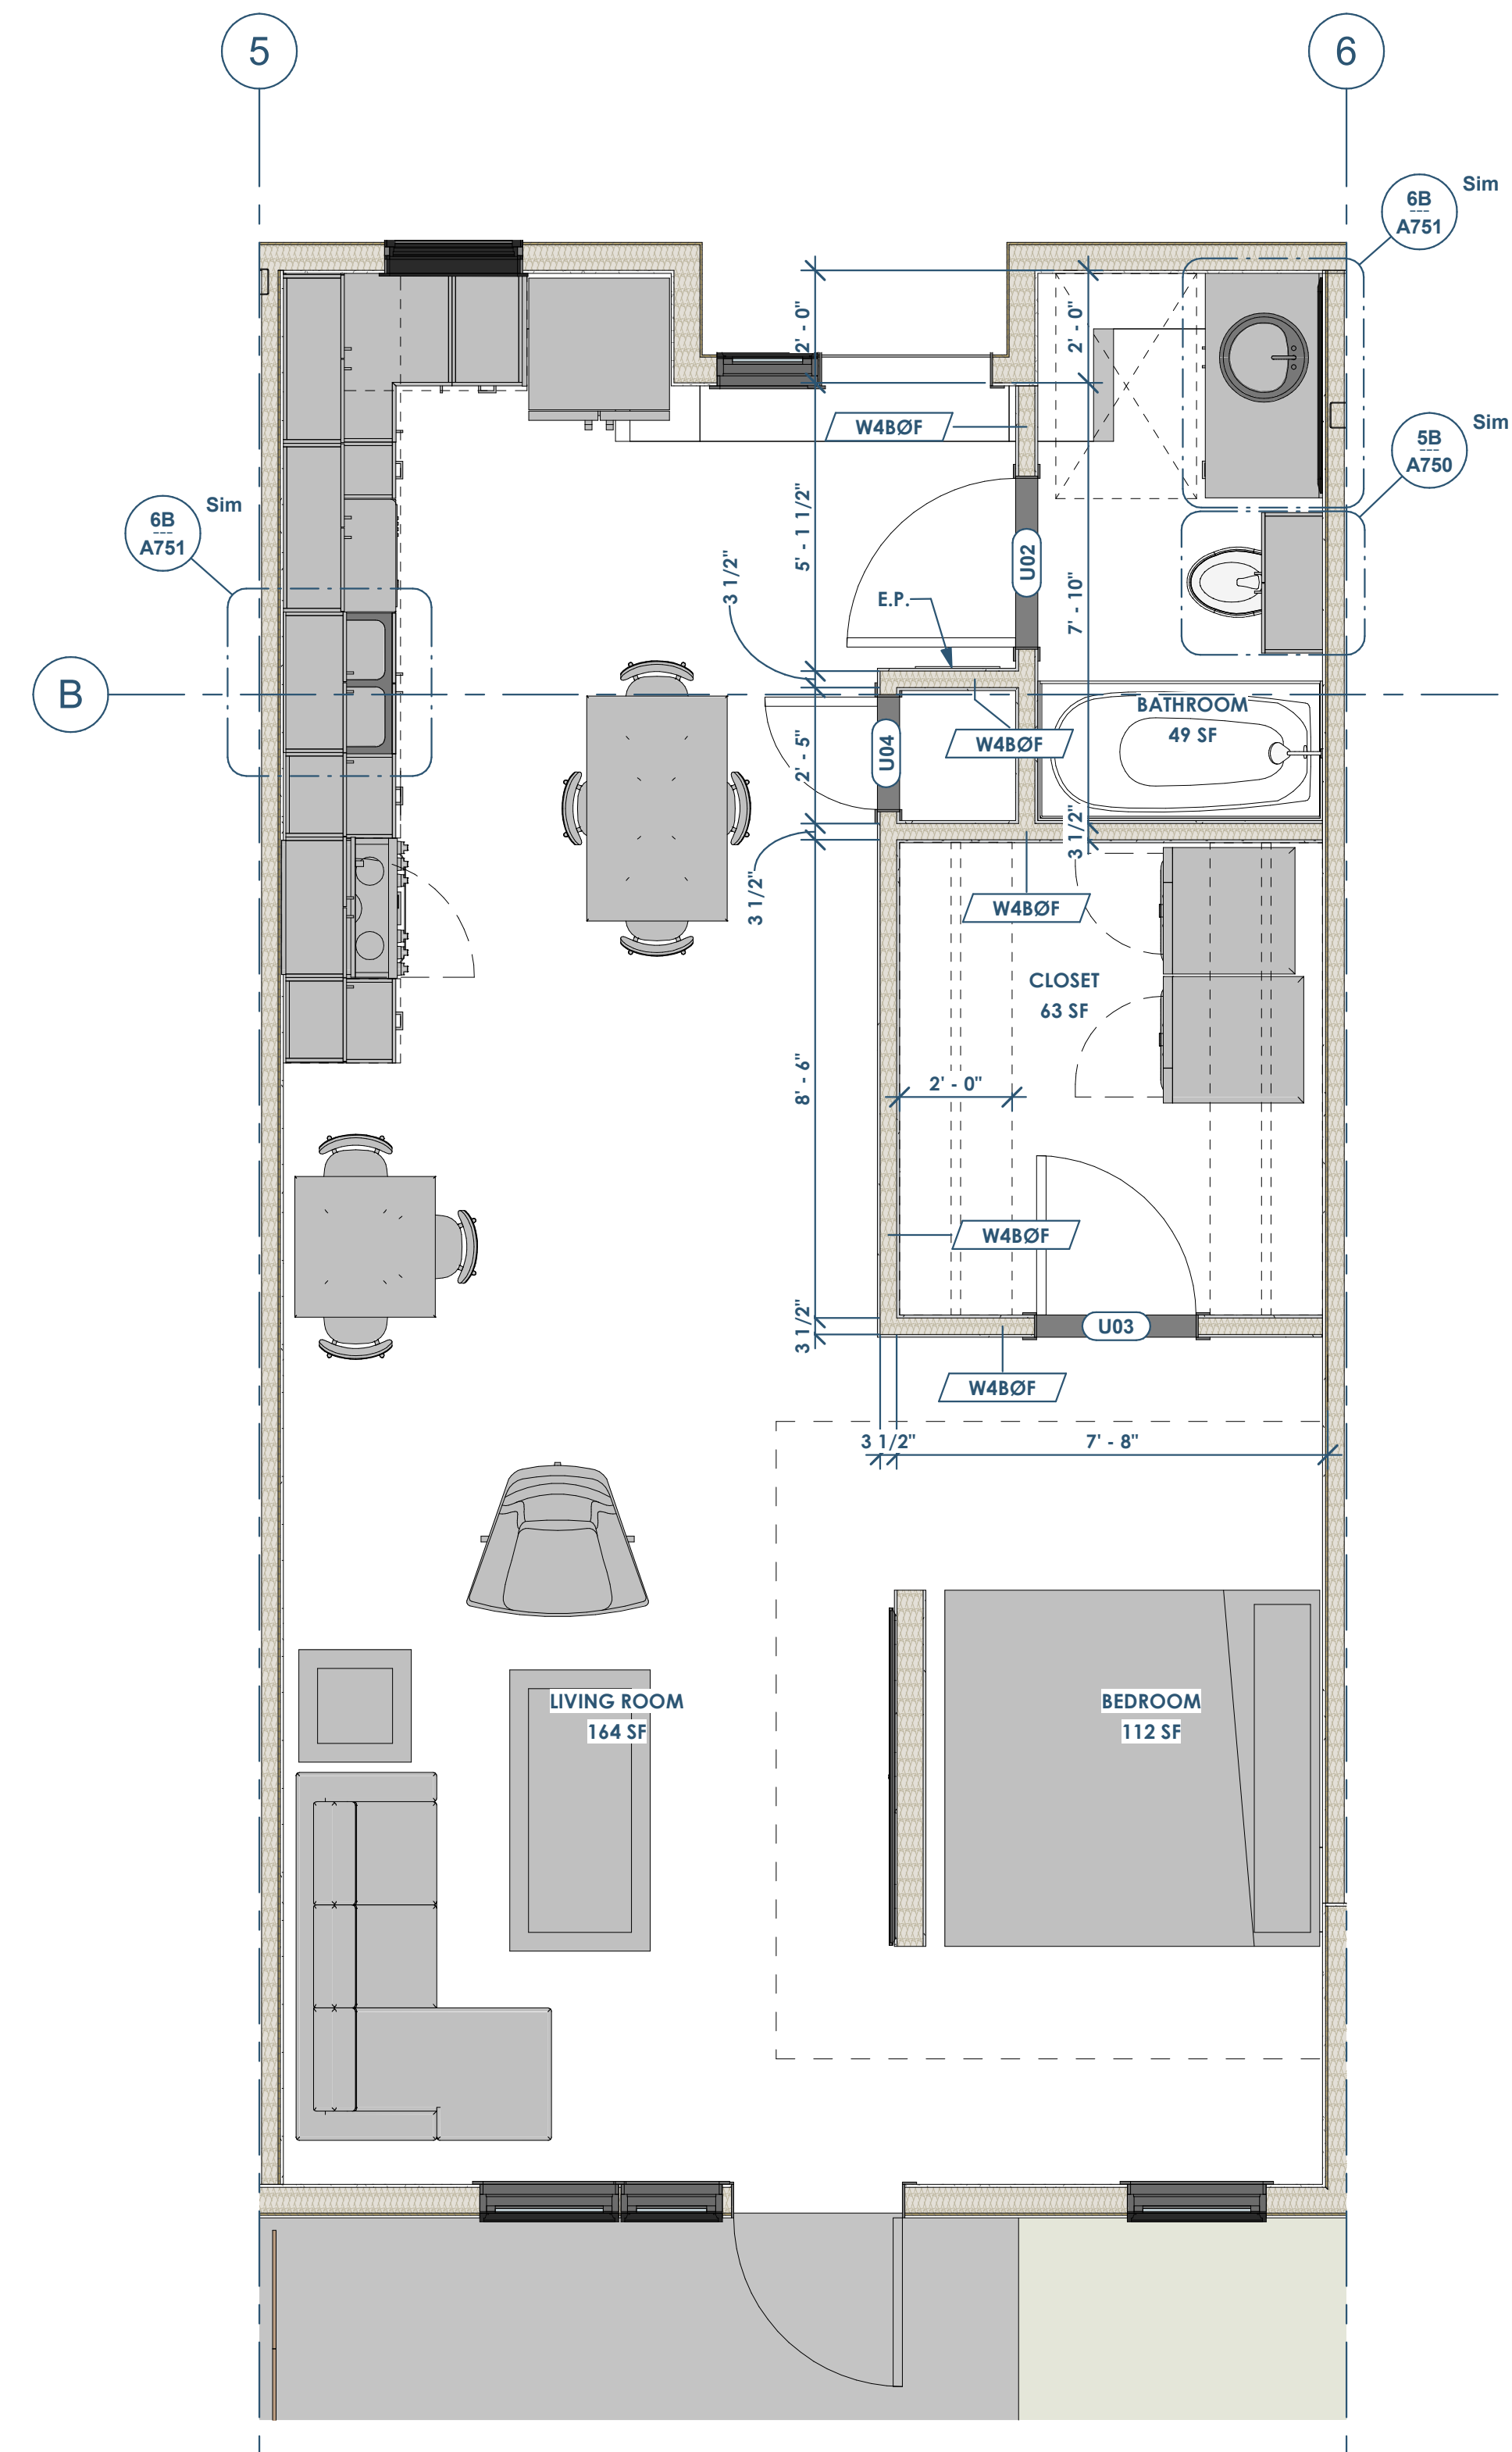 5
6
Sim
6B
A751
2' - 0"
2' - 0"
W4BØF
Sim
5B
A750
Sim
6B
A751
5' - 1 1/2"
U02
3 1/2"
E.P.
7' - 10"
B
BATHROOM
49 SF
W4BØF
U04
2' - 5"
3 1/2"
3 1/2"
W4BØF
CLOSET
63 SF
8' - 6"
2' - 0"
W4BØF
3 1/2"
U03
W4BØF
3 1/2"
7' - 8"
LIVING ROOM
164 SF
BEDROOM
112 SF